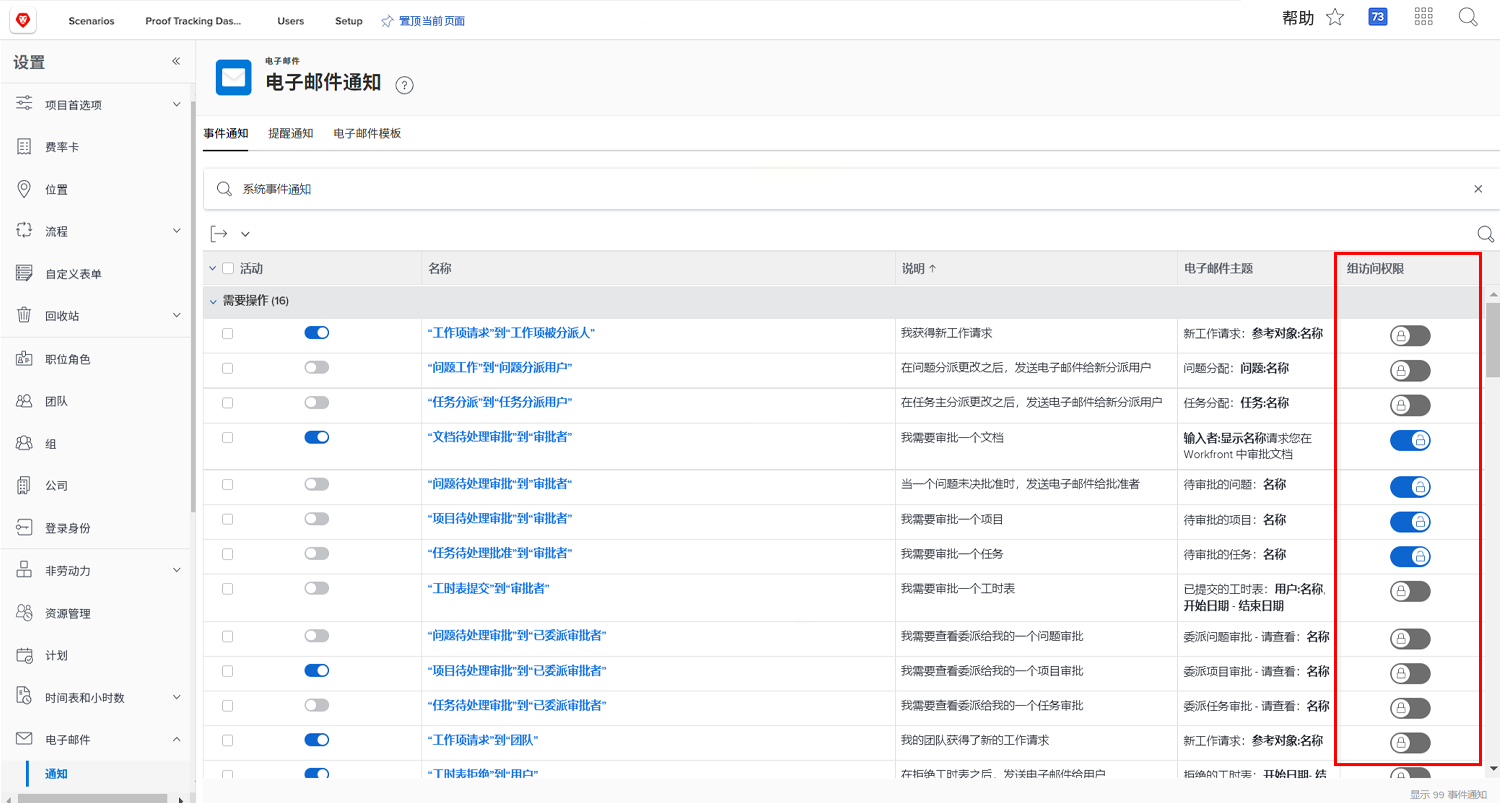 Scenarios Proof Tracking Das... Users Setup 置顶当前页面 帮助 73
设置
项目首选项
费率卡
位置
流程
自定义表单
回收站
职位角色
团队
组
公司
登录身份
非劳动力
资源管理
计划
时间表和小时数
电子邮件
通知
电子邮件
电子邮件通知 ?
事件通知 提醒通知 电子邮件模板
系统事件通知
活动 名称 说明 ↑ 电子邮件主题 组访问权限
需要操作 (16)
“工作项请求”到“工作项被分派人” 我获得新工作请求 新工作请求：参考对象:名称
“问题工作”到“问题分派用户” 在问题分派更改之后，发送电子邮件给新分派用户 问题分配：问题:名称
“任务分派”到“任务分派用户” 在任务主分派更改之后，发送电子邮件给新分派用户 任务分配：任务:名称
“文档待处理审批”到“审批者” 我需要审批一个文档 输入者:显示名称请求您在
Workfront 中审批文档
“问题待处理审批“到”审批者“ 当一个问题未决批准时，发送电子邮件给批准者 待审批的问题：名称
“项目待处理审批”到“审批者” 我需要审批一个项目 待审批的项目：名称
“任务待处理批准”到“审批者” 我需要审批一个任务 待审批的任务：名称
“工时表提交”到“审批者” 我需要审批一个工时表 已提交的工时表：用户:名称,
开始日期 - 结束日期
“问题待处理审批”到“已委派审批者” 我需要查看委派给我的一个问题审批 委派问题审批 - 请查看：名称
“项目待处理审批”到“已委派审批者” 我需要查看委派给我的一个项目审批 委派项目审批 - 请查看：名称
“任务待处理审批”到“已委派审批者” 我需要查看委派给我的一个任务审批 委派任务审批 - 请查看：名称
“工作项请求”到“团队” 我的团队获得了新的工作请求 新工作请求：参考对象:名称
“工时表拒绝”到“用户” 在拒绝工时表之后，发送电子邮件给用户 拒绝的工时表：开始日期- 结
显示 99 事件通知